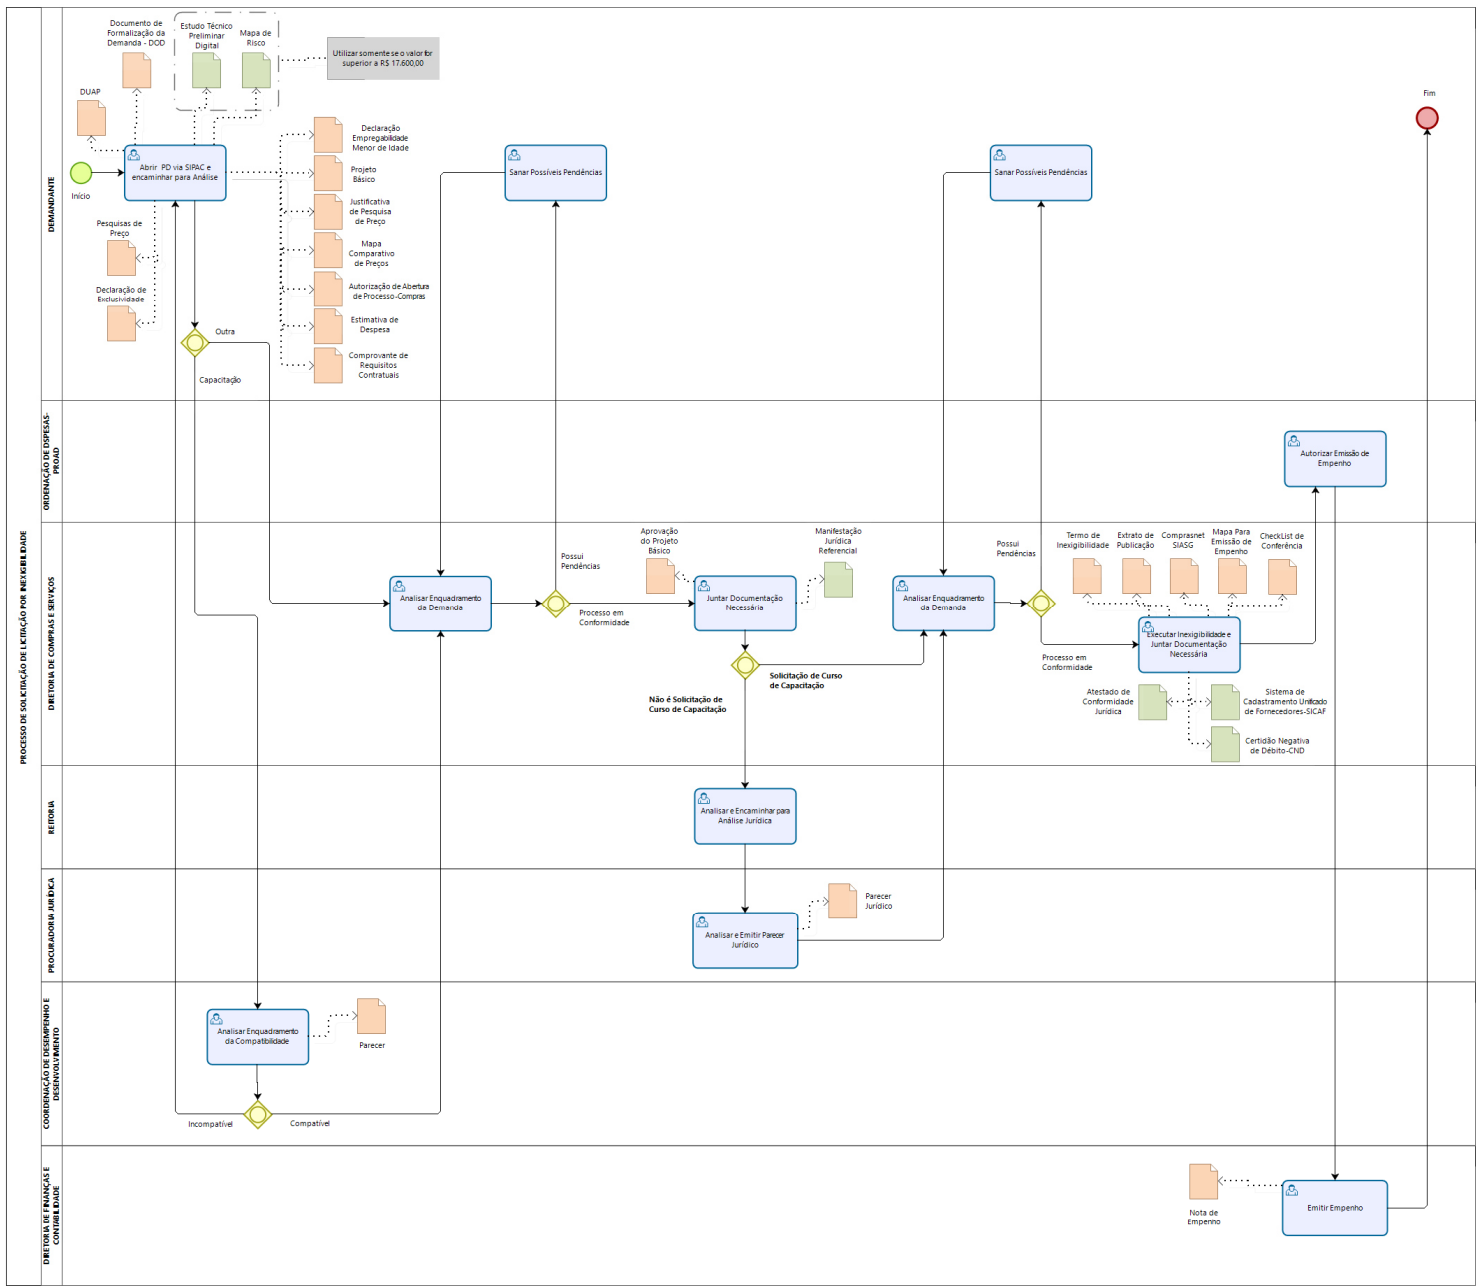 PROCESSO DE SOLICITAÇÃO DE LICITAÇÃO POR INEXIGIBILIDADE
DEMANDANTE
Documento de
Formalização da
Demanda - DOD
Estudo Técnico
Preliminar
Digital
Mapa de
Risco
Utilizar somente se o valor for
superior a R$ 17.600,00
DUAP
Início
Abrir PD via SIPAC e
encaminhar para Análise
Pesquisas de
Preço
Declaração de
Exclusividade
Declaração
Empregabilidade
Menor de Idade
Projeto
Básico
Justificativa
de Pesquisa
de Preço
Mapa
Comparativo
de Preços
Autorização de Abertura
de Processo-Compras
Estimativa de
Despesa
Comprovante de
Requisitos
Contratuais
Outra
Capacitação
Sanar Possíveis Pendências
Sanar Possíveis Pendências
Fim
ORDENAÇÃO DE DSPESAS-
PROAD
Autorizar Emissão de
Empenho
DIRETORIA DE COMPRAS E SERVIÇOS
Analisar Enquadramento
da Demanda
Possui
Pendências
Processo em
Conformidade
Aprovação
do Projeto
Básico
Juntar Documentação
Necessária
Manifestação
Jurídica
Referencial
Solicitação de Curso
de Capacitação
Não é Solicitação de
Curso de Capacitação
Analisar Enquadramento
da Demanda
Possui
Pendências
Processo em
Conformidade
Termo de
Inexigibilidade
Extrato de
Publicação
Comprasnet
SIASG
Mapa Para
Emissão de
Empenho
CheckList de
Conferência
Executar Inexigibilidade e
Juntar Documentação
Necessária
Atestado de
Conformidade
Jurídica
Sistema de
Cadastramento Unificado
de Fornecedores-SICAF
Certidão Negativa
de Débito-CND
REITORIA
Analisar e Encaminhar para
Análise Jurídica
PROCURADORIA JURÍDICA
Analisar e Emitir Parecer
Jurídico
Parecer
Jurídico
COORDENAÇÃO DE DESEMPENHO E
DESENVOLVIMENTO
Analisar Enquadramento
da Compatibilidade
Parecer
Incompatível
Compatível
DIRETORIA DE FINANÇAS E
CONTABILIDADE
Nota de
Empenho
Emitir Empenho